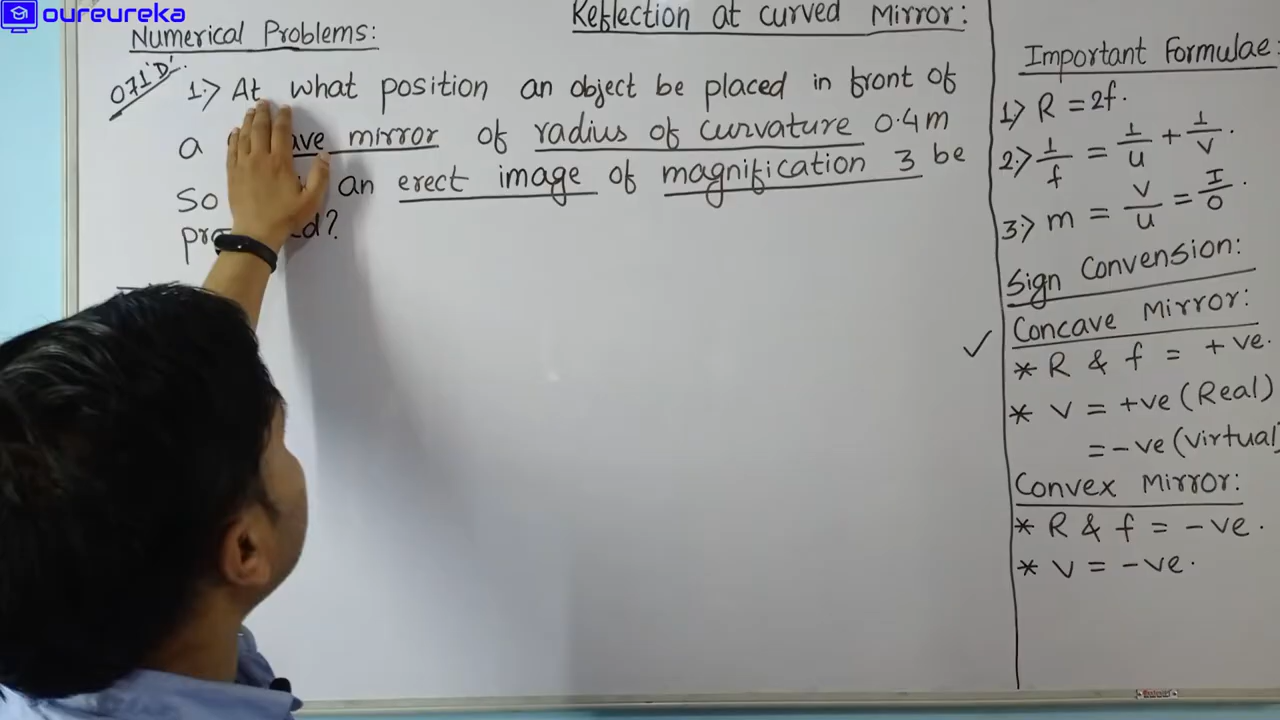 oureureka
Reflection at curved Mirror:
Numerical Problems:
071'D'.
1.> At what position an object be placed in front of
a ave mirror of radius of curvature 0.4m
So an erect image of magnification 3 be
?
Important Formulae:
1.> R = 2f.
2.> 1/f = 1/u + 1/v.
3.> m = v/u = I/O.
Sign Convension:
✓ Concave Mirror:
* R & f = +ve.
* v = +ve (Real)
= -ve (virtual)
Convex Mirror:
* R & f = -ve.
* v = -ve.